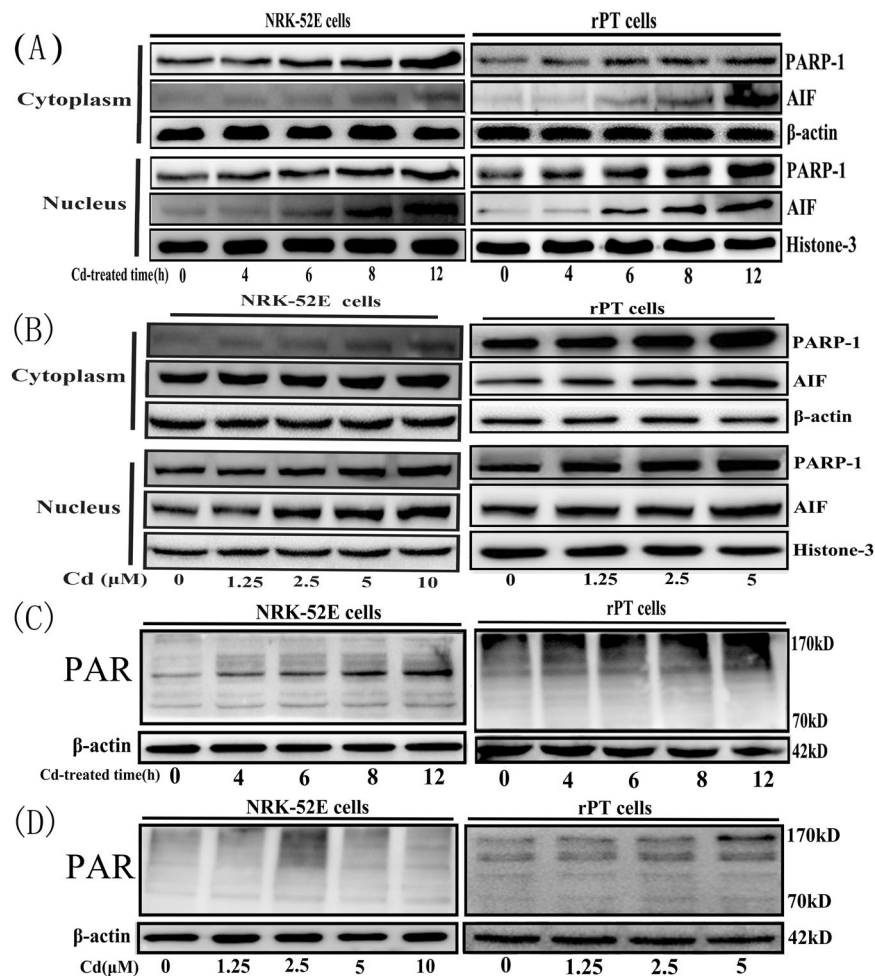 (A)
NRK-52E cells
rPT cells
Cytoplasm
PARP-1
AIF
β-actin
Nucleus
PARP-1
AIF
Histone-3
Cd-treated time(h) 0 4 6 8 12
0 4 6 8 12
(B)
NRK-52E cells
rPT cells
Cytoplasm
PARP-1
AIF
β-actin
Nucleus
PARP-1
AIF
Histone-3
Cd (μM) 0 1.25 2.5 5 10
0 1.25 2.5 5
(C)
NRK-52E cells
rPT cells
PAR
170kD
70kD
β-actin
42kD
Cd-treated time(h) 0 4 6 8 12
0 4 6 8 12
(D)
NRK-52E cells
rPT cells
PAR
170kD
70kD
β-actin
42kD
Cd(μM) 0 1.25 2.5 5 10
0 1.25 2.5 5